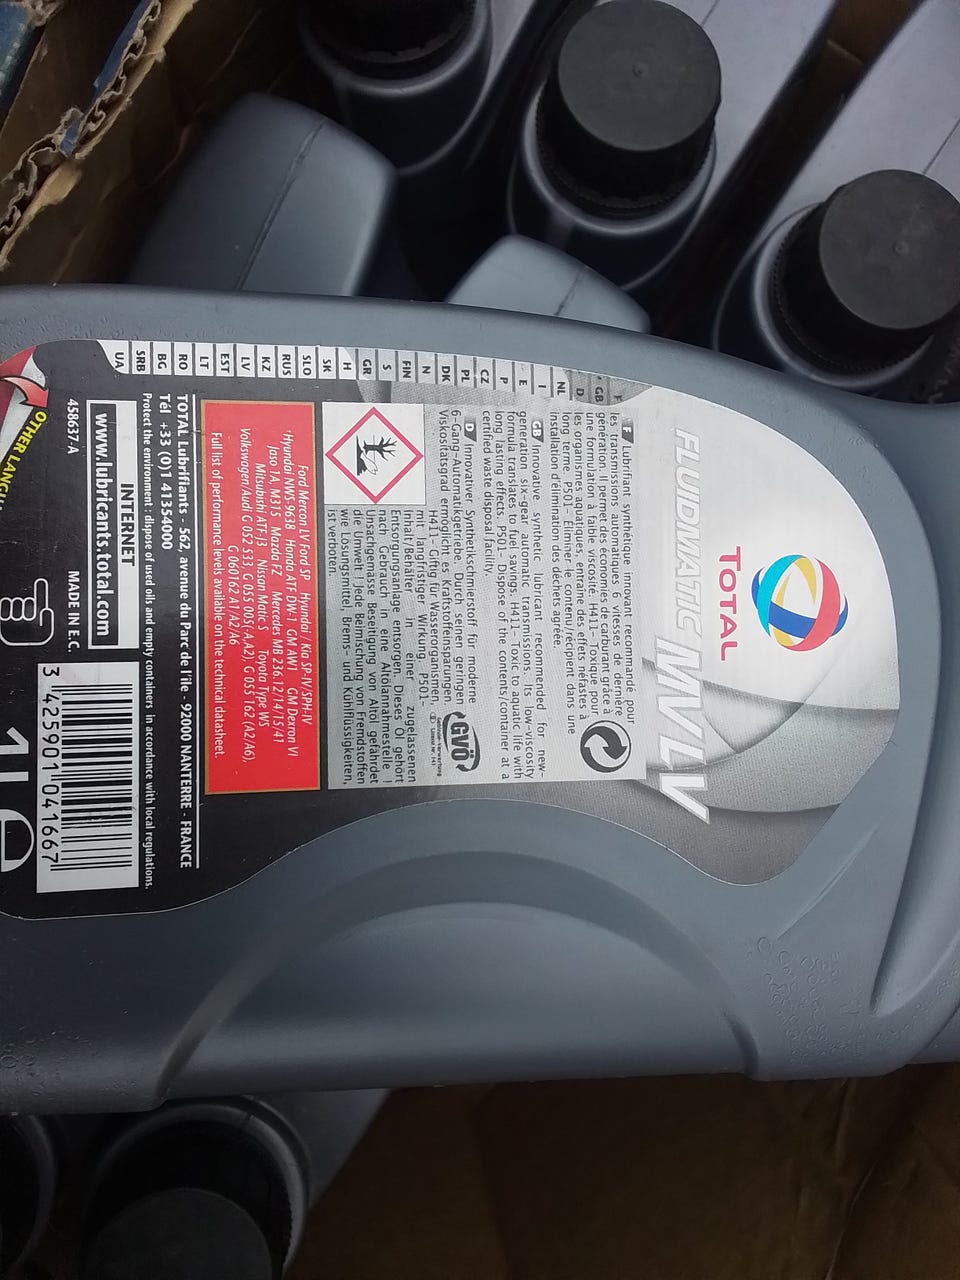 TOTAL
FLUIDMATIC MV LV
F
GB
D
NL
I
E
P
CZ
PL
DK
N
FIN
S
GR
H
SK
SLO
RUS
KZ
LV
EST
LT
RO
BG
SRB
UA
F Lubrifiant synthétique innovant recommandé pour
les transmissions automatiques 6 vitesses de dernière
génération. Il permet des économies de carburant grâce à
une formulation à faible viscosité. H411- Toxique pour
les organismes aquatiques, entraîne des effets néfastes à
long terme. P501- Éliminer le contenu/récipient dans une
installation d'élimination des déchets agréée.
GB Innovative synthetic lubricant recommended for new-
generation six-gear automatic transmissions. Its low-viscosity
formula translates to fuel savings. H411- Toxic to aquatic life with
long lasting effects. P501- Dispose of the contents/container at a
certified waste disposal facility.
D Innovativer Synthetikschmierstoff für moderne
6-Gang-Automatikgetriebe. Durch seinen geringen
Viskositätsgrad ermöglicht es Kraftstoffeinsparungen.
H411- Giftig für Wasserorganismen,
mit langfristiger Wirkung. P501-
Inhalt/Behälter in einer zugelassenen
Entsorgungsanlage entsorgen. Dieses Öl gehört
nach Gebrauch in eine Altölannahmestelle !
Unsachgemässe Beseitigung von Altöl gefährdet
die Umwelt ! Jede Beimischung von Fremdstoffen
wie Lösungsmittel, Brems- und Kühlflüssigkeiten,
ist verboten.
GVÖ
Ford Mercon LV Ford SP Hyundai / Kia SP-IV/SPH-IV
Hyundai NWS-9638 Honda ATF DW-1 GM AW1 GM Dexron VI
Jaso 1A, M315 Mazda FZ Mercedes MB 236.12/14/15/41
Mitsubishi ATF-J3 Nissan Matic S Toyota Type WS
Volkswagen/Audi G 052 533, G 055 005(,A,A2), G 055 162 (A2/A6),
G 060162 A1/A2/A6
Full list of performance levels available on the technical datasheet.
TOTAL Lubrifiants - 562, avenue du Parc de l'île - 92000 NANTERRE - FRANCE
Tél +33 (0)1 41354000
Protect the environment : dispose of used oils and empty containers in accordance with local regulations.
INTERNET
www.lubricants.total.com
458637-A
MADE IN E.C.
3 425901 041667
OTHER
1L e